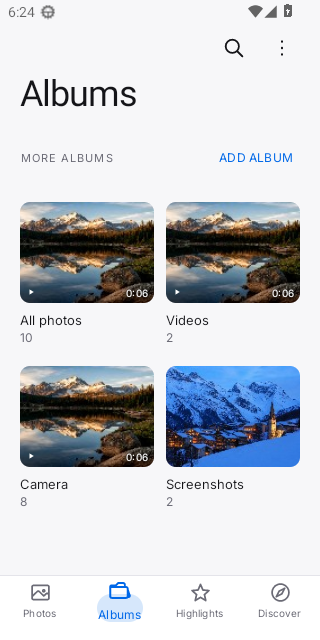 6:24
Albums
MORE ALBUMS
ADD ALBUM
0:06
0:06
All photos
10
Videos
2
0:06
Camera
8
Screenshots
2
Photos
Albums
Highlights
Discover